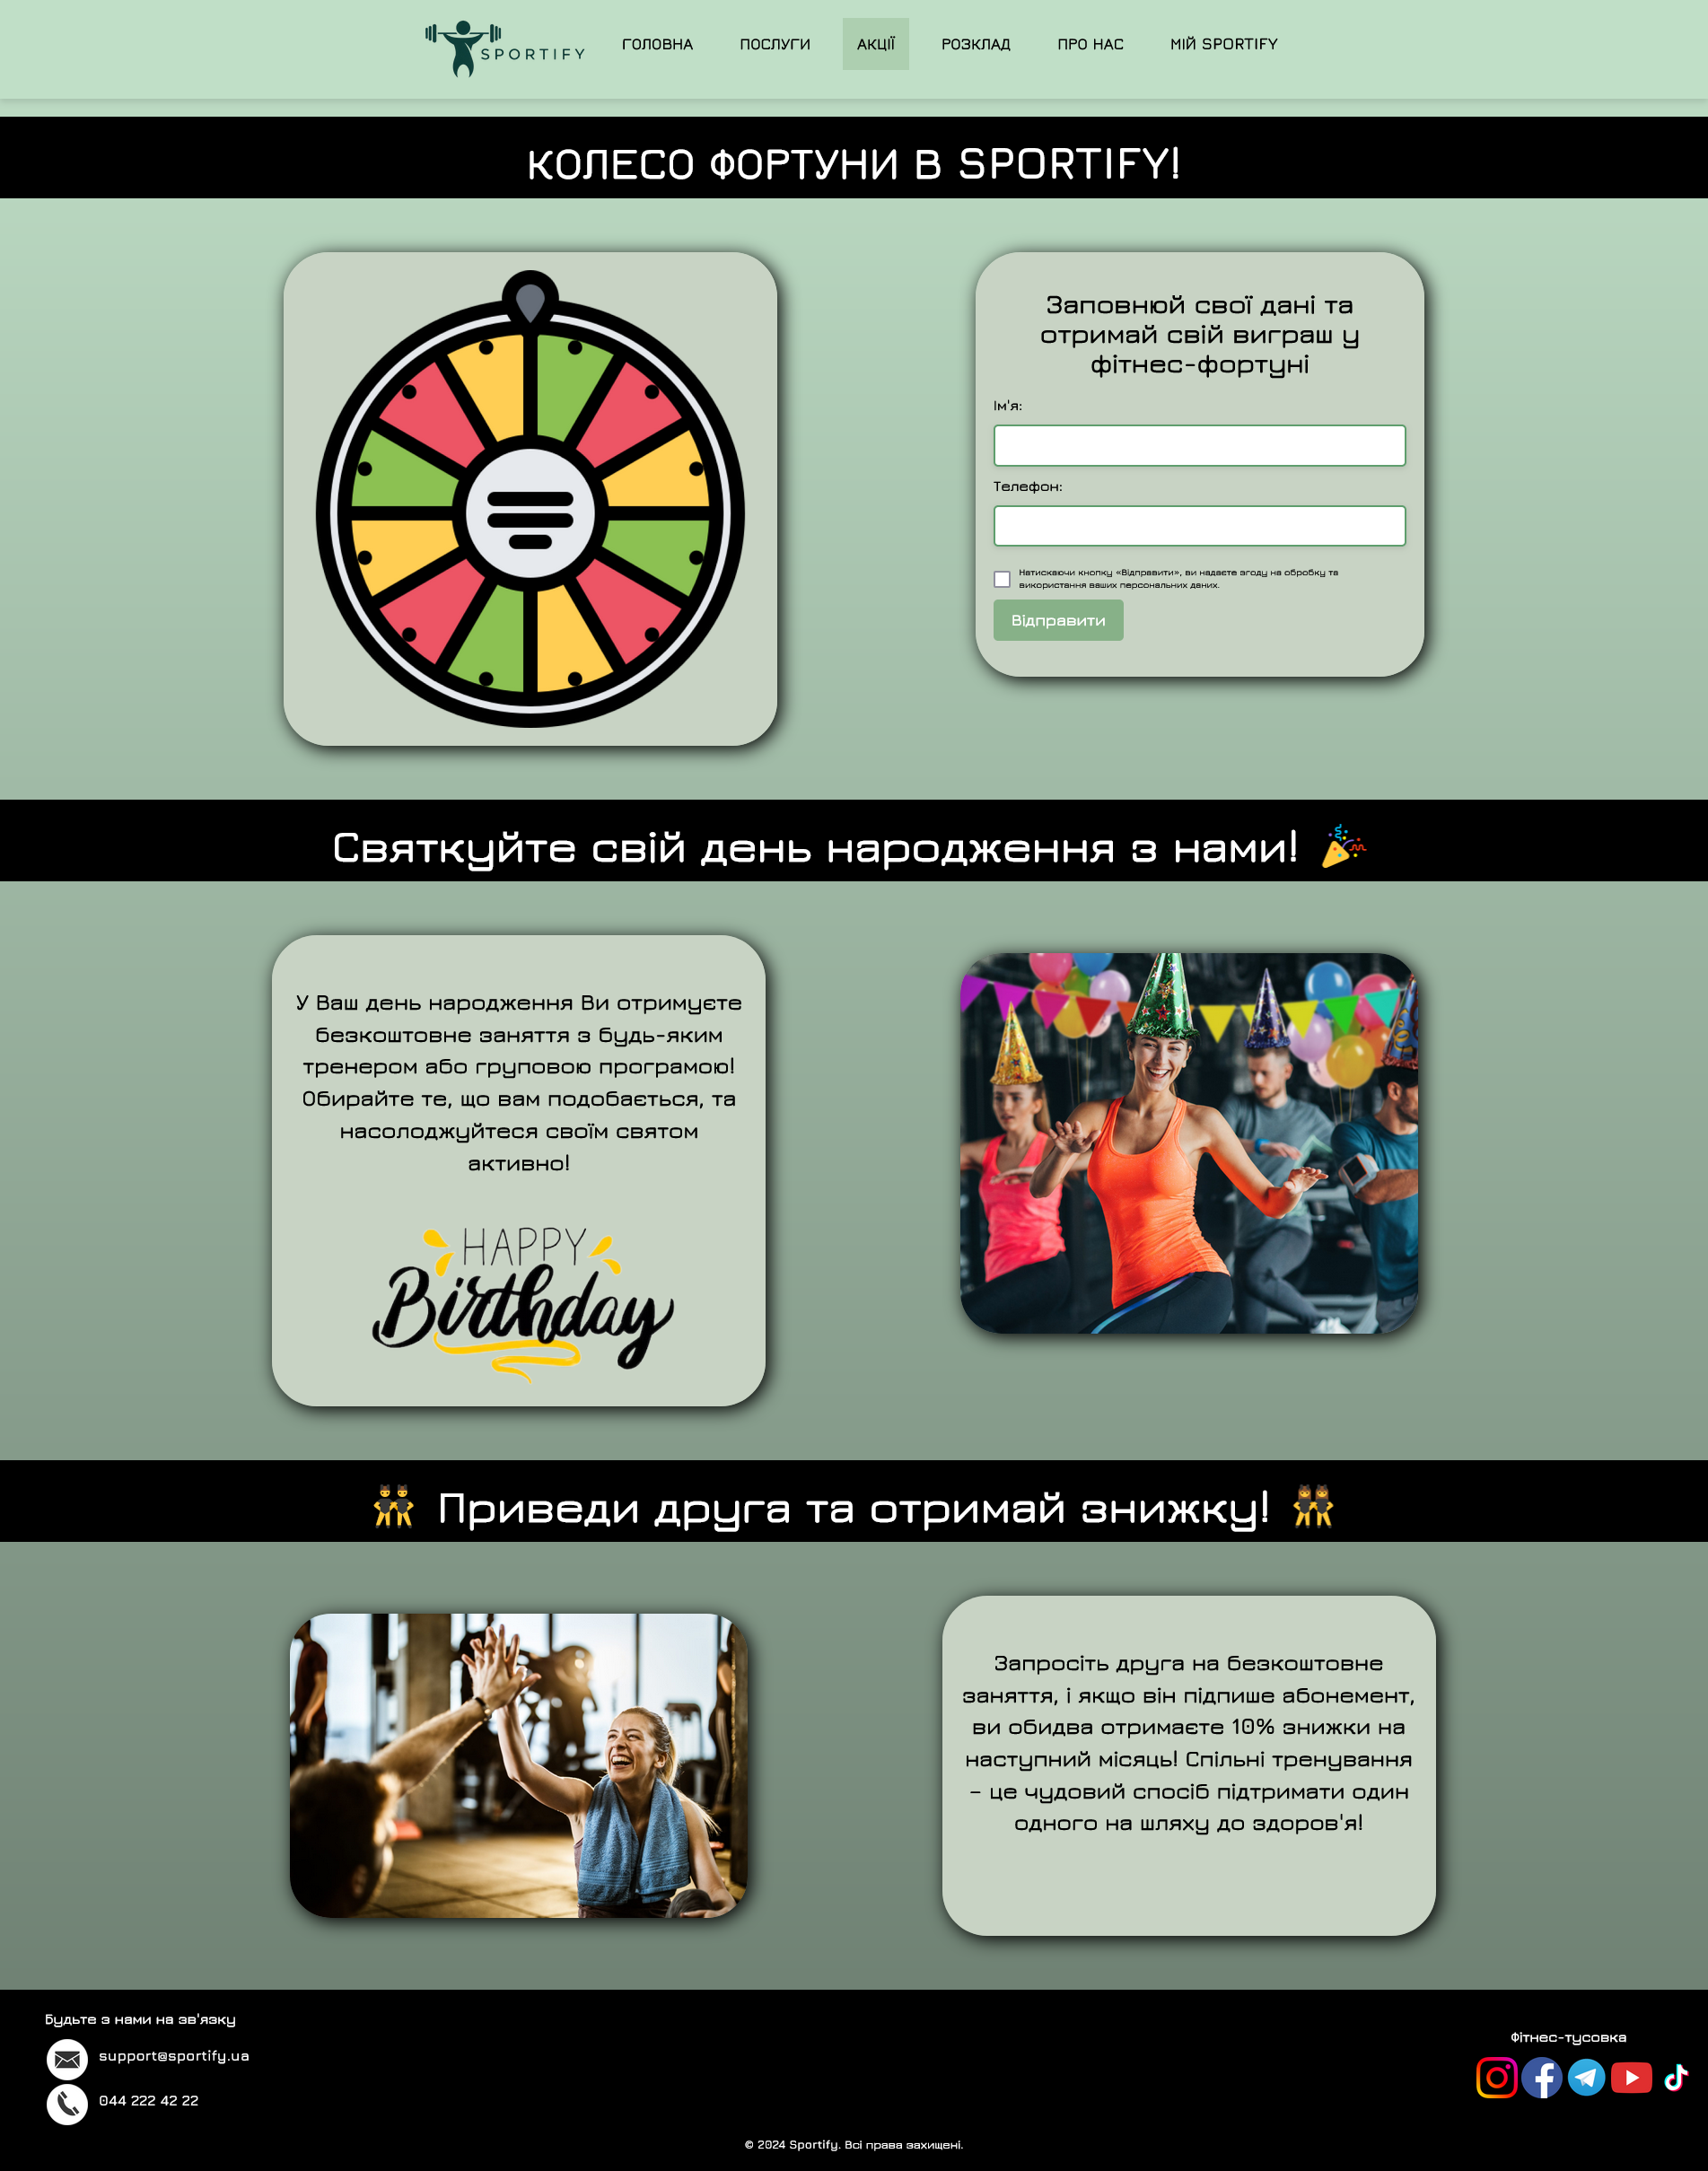 SPORTIFY
ГОЛОВНА
ПОСЛУГИ
АКЦІЇ
РОЗКЛАД
ПРО НАС
МІЙ SPORTIFY
КОЛЕСО ФОРТУНИ В SPORTIFY!
Заповнюй свої дані та
отримай свій виграш у
фітнес-фортуні
Ім'я:
Телефон:
Натискаючи кнопку «Відправити», ви надаєте згоду на обробку та
використання ваших персональних даних.
Відправити
Святкуйте свій день народження з нами! 🎉
У Ваш день народження Ви отримуєте
безкоштовне заняття з будь-яким
тренером або груповою програмою!
Обирайте те, що вам подобається, та
насолоджуйтеся своїм святом
активно!
HAPPY
Birthday
👯 Приведи друга та отримай знижку! 👯
Запросіть друга на безкоштовне
заняття, і якщо він підпише абонемент,
ви обидва отримаєте 10% знижки на
наступний місяць! Спільні тренування
– це чудовий спосіб підтримати один
одного на шляху до здоров'я!
Будьте з нами на зв'язку
support@sportify.ua
044 222 42 22
Фітнес-тусовка
© 2024 Sportify. Всі права захищені.